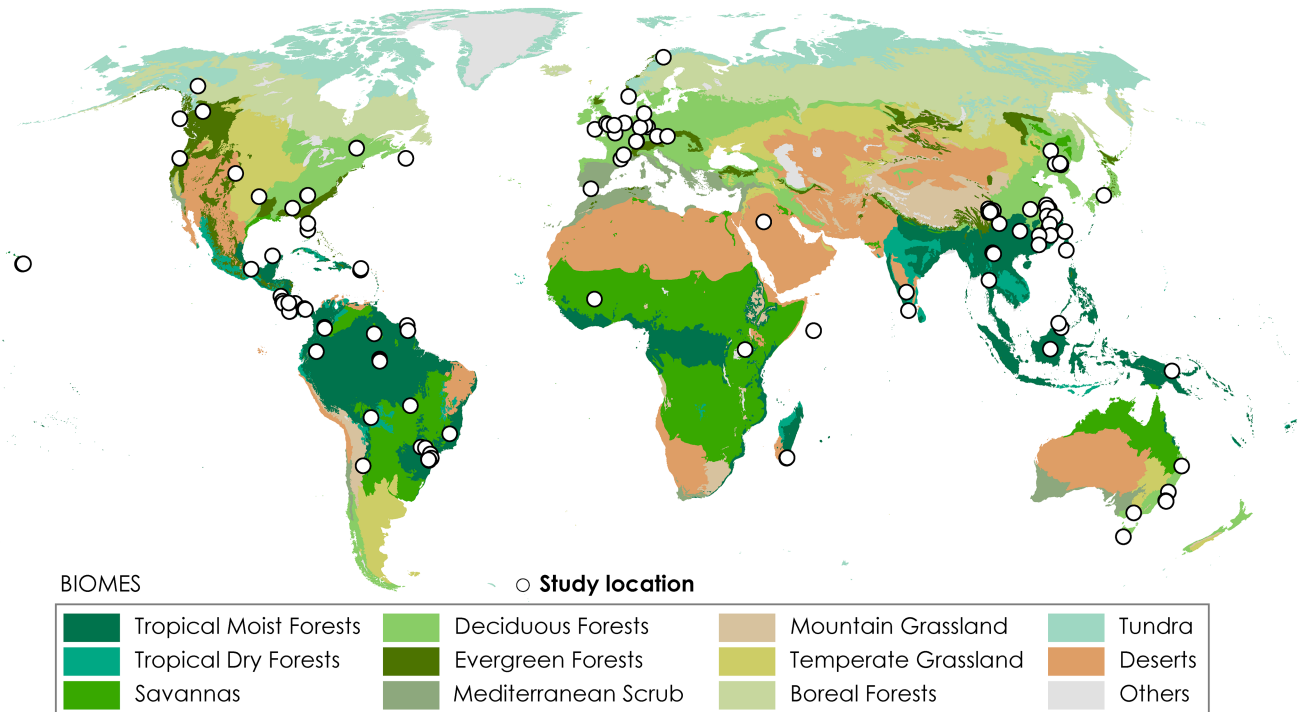 BIOMES
Study location
Tropical Moist Forests
Deciduous Forests
Mountain Grassland
Tundra
Tropical Dry Forests
Evergreen Forests
Temperate Grassland
Deserts
Savannas
Mediterranean Scrub
Boreal Forests
Others